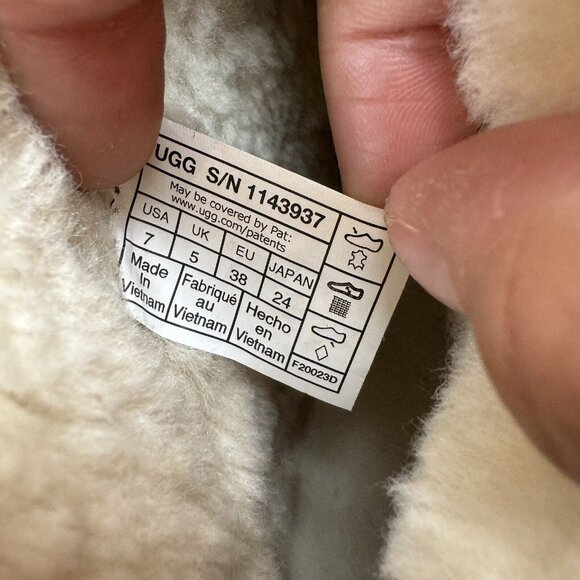 UGG S/N 1143937
May be covered by Pat:
www.ugg.com/patents
USA UK EU JAPAN
7 5 38 24
Made in Vietnam
Fabriqué au Vietnam
Hecho en Vietnam
F20023D